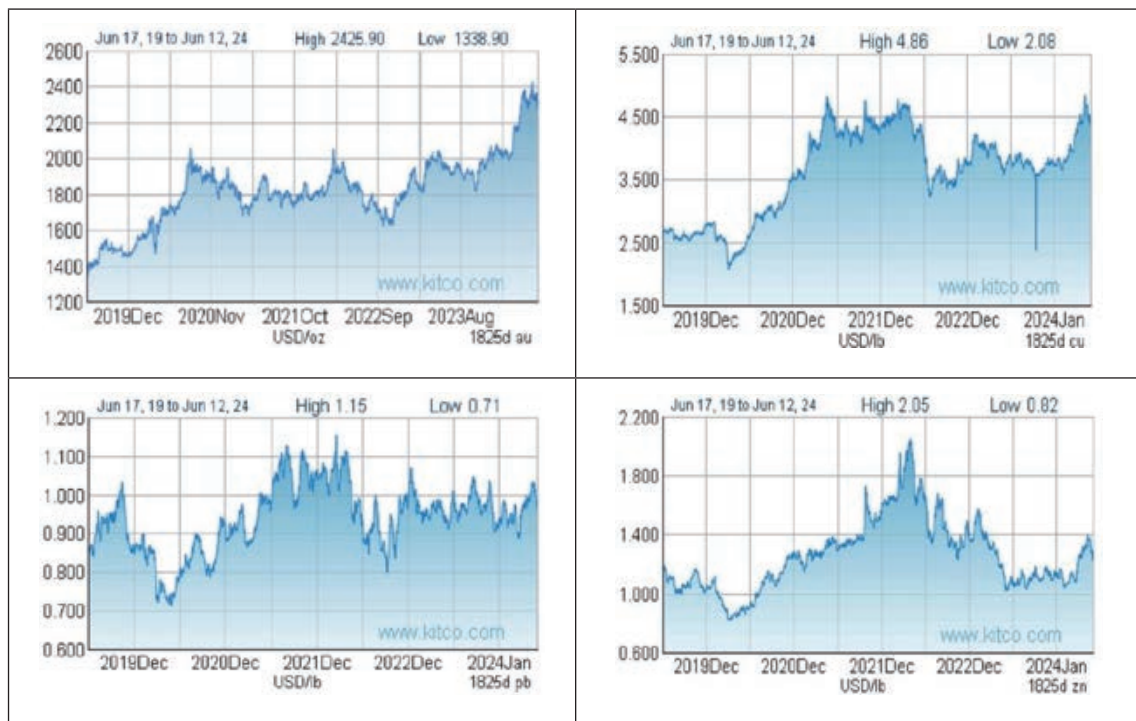 Jun 17, 19 to Jun 12, 24 High 2425.90 Low 1338.90
2600
2400
2200
2000
1800
1600
1400
1200
www.kitco.com
2019Dec 2020Nov 2021Oct 2022Sep 2023Aug
USD/oz 1825d au
Jun 17, 19 to Jun 12, 24 High 4.86 Low 2.08
5.500
4.500
3.500
2.500
1.500
www.kitco.com
2019Dec 2020Dec 2021Dec 2022Dec 2024Jan
USD/lb 1825d cu
Jun 17, 19 to Jun 12, 24 High 1.15 Low 0.71
1.200
1.100
1.000
0.900
0.800
0.700
0.600
www.kitco.com
2019Dec 2020Dec 2021Dec 2022Dec 2024Jan
USD/lb 1825d pb
Jun 17, 19 to Jun 12, 24 High 2.05 Low 0.82
2.200
1.800
1.400
1.000
0.600
www.kitco.com
2019Dec 2020Dec 2021Dec 2022Dec 2024Jan
USD/lb 1825d zn